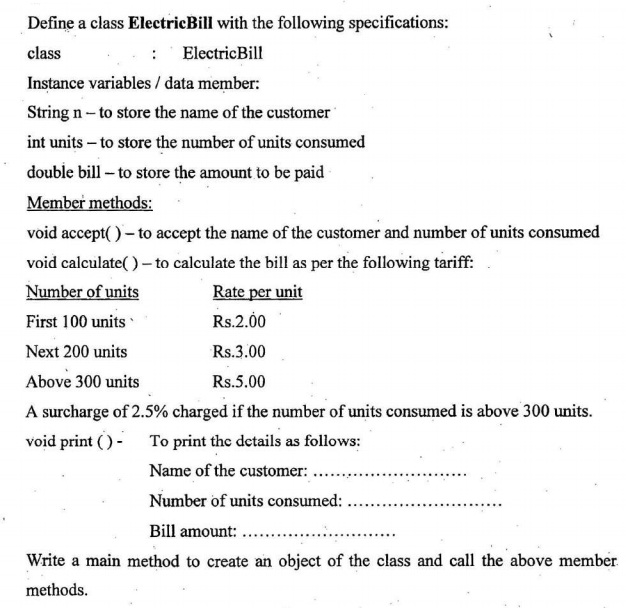 Define a class ElectricBill with the following specifications:
class : ElectricBill
Instance variables / data member:
String n – to store the name of the customer
int units – to store the number of units consumed
double bill – to store the amount to be paid
Member methods:
void accept( ) – to accept the name of the customer and number of units consumed
void calculate( ) – to calculate the bill as per the following tariff:
Number of units Rate per unit
First 100 units Rs.2.00
Next 200 units Rs.3.00
Above 300 units Rs.5.00
A surcharge of 2.5% charged if the number of units consumed is above 300 units.
void print ( ) - To print the details as follows:
Name of the customer: ............................
Number of units consumed: ............................
Bill amount: ............................
Write a main method to create an object of the class and call the above member
methods.